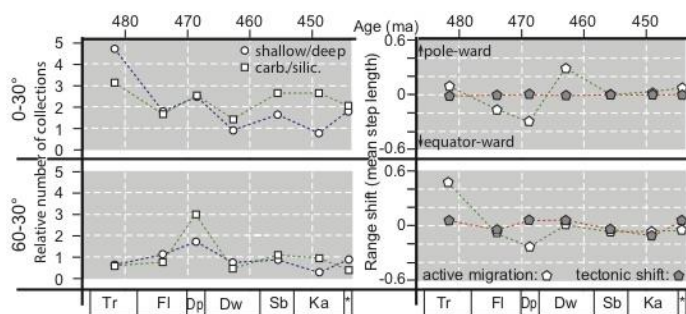 480 470 460 450 Age (ma) 480 470 460 450
5
4
3
2
1
0
shallow/deep
carb./silic.
0.6
0
-0.6
pole-ward
equator-ward
0-30°
5
4
3
2
1
0
0.6
0
-0.6
60-30°
Relative number of collections
Range shift (mean step length)
active migration: tectonic shift:
Tr Fl Dp Dw Sb Ka * Tr Fl Dp Dw Sb Ka *